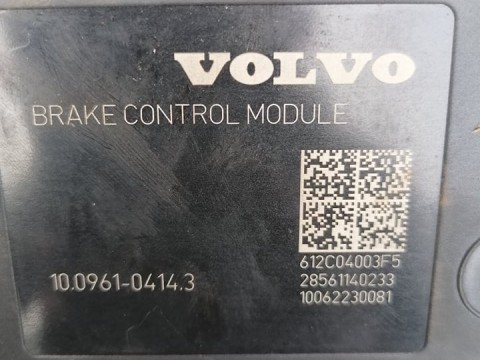 VOLVO
BRAKE CONTROL MODULE
612C04003F5
10.0961-0414.3
28561140233
10062230081